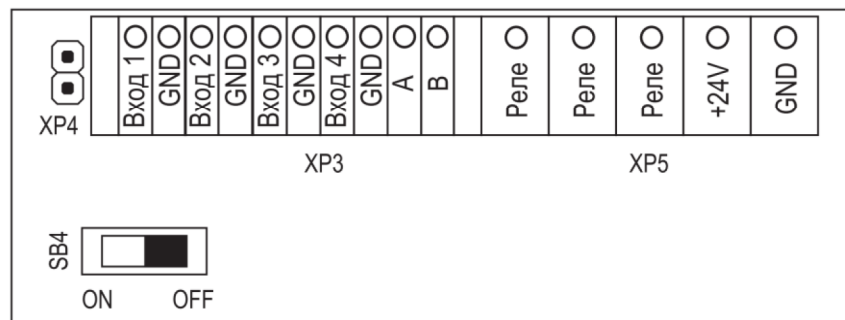 Вход 1 GND Вход 2 GND Вход 3 GND Вход 4 GND A B Реле Реле Реле +24V GND
XP4
XP3 XP5
SB4
ON OFF